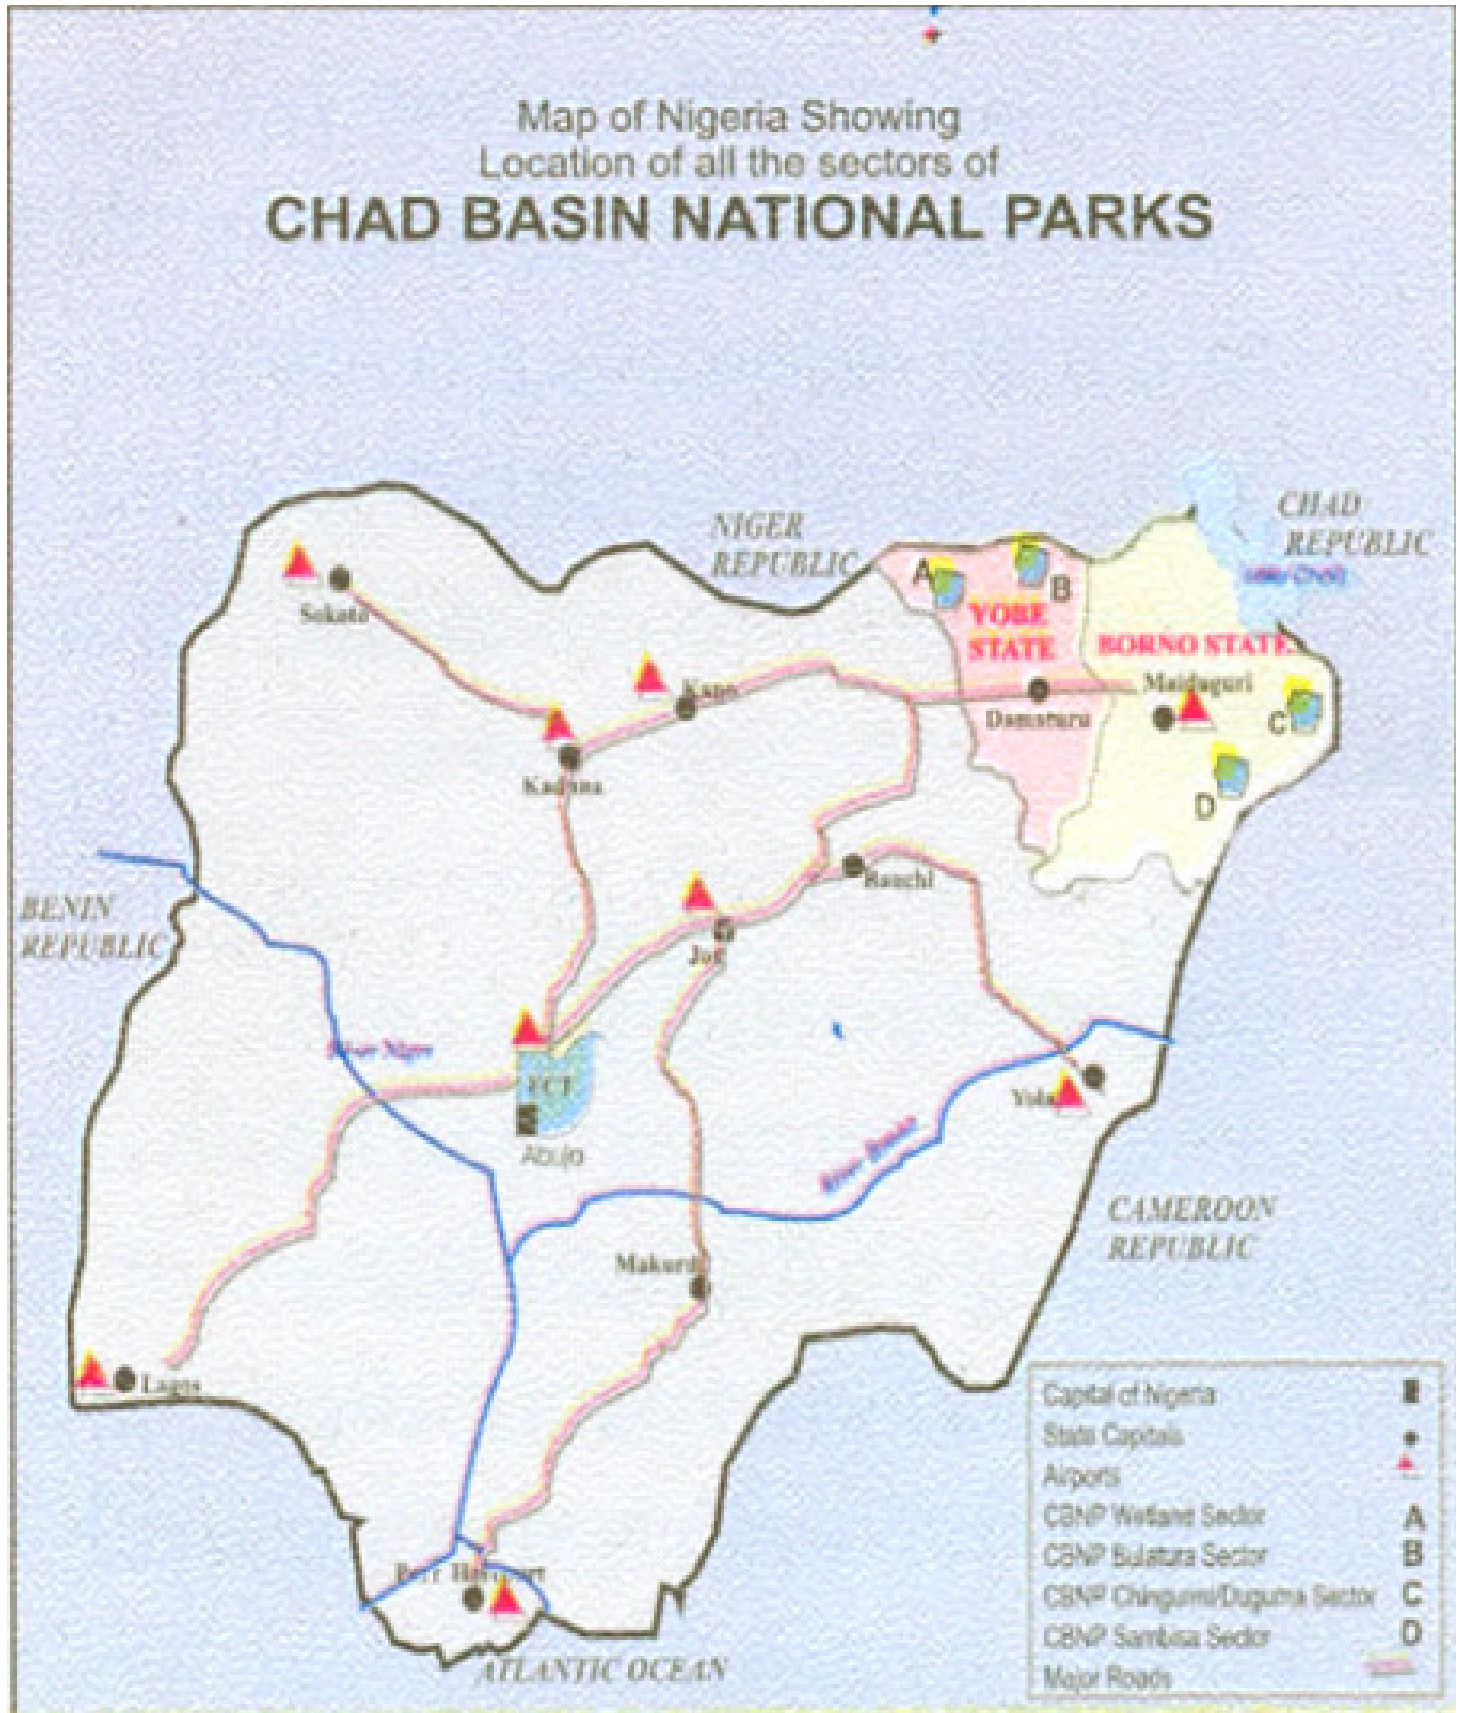 Map of Nigeria Showing
Location of all the sectors of
CHAD BASIN NATIONAL PARKS
NIGER
REPUBLIC
CHAD
REPUBLIC
A
B
YOBE
STATE
BORNO STATE
Sokoto
Kano
Maiduguri
Damaturu
C
Kaduna
D
Bauchi
BENIN
REPUBLIC
Jos
FCT
Yola
Abuja
CAMEROON
REPUBLIC
Makurdi
Lagos
Port Harcourt
ATLANTIC OCEAN
Capital of Nigeria
State Capitals
Airports
CBNP Wetland Sector A
CBNP Bulatura Sector B
CBNP Chingurmi/Duguma Sector C
CBNP Sambisa Sector D
Major Roads